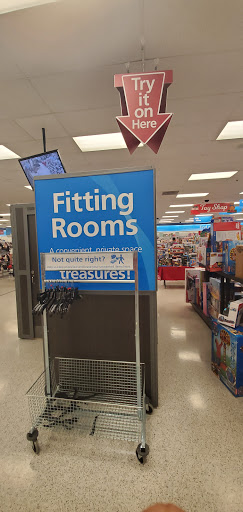 Try
it
on
Here
Toy Shop
Fitting
Rooms
A convenient, private space
Not quite right?
treasures!